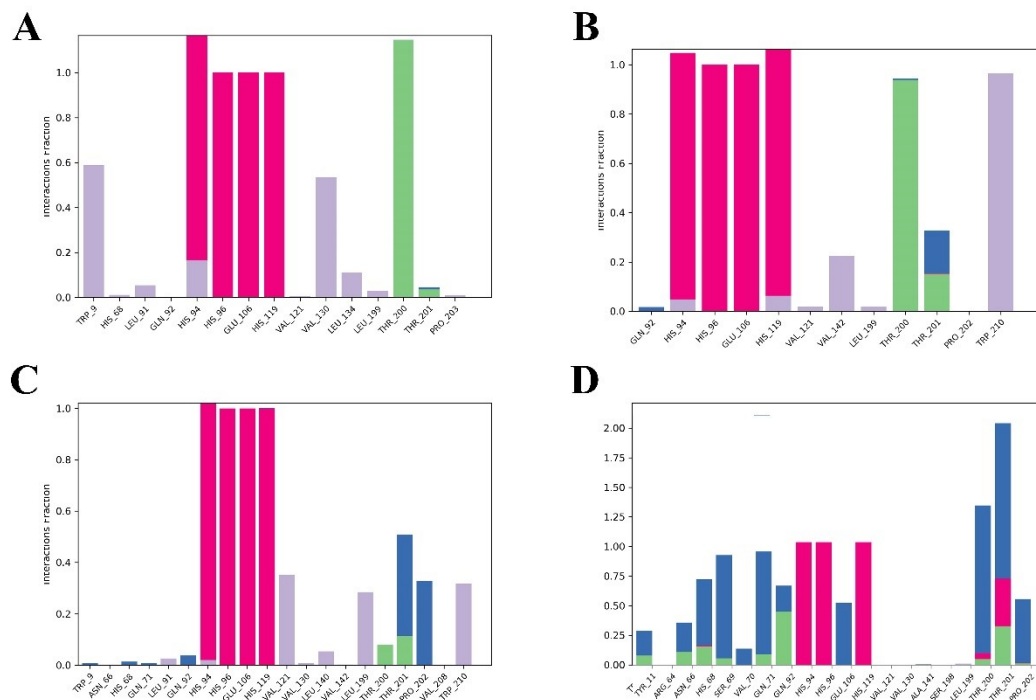 A
Interactions Fraction
1.0
0.8
0.6
0.4
0.2
0.0
TRP_9
HIS_68
LEU_91
GLN_92
HIS_94
HIS_96
GLU_106
HIS_119
VAL_121
VAL_130
LEU_134
LEU_199
THR_200
THR_201
PRO_203
B
Interactions Fraction
1.0
0.8
0.6
0.4
0.2
0.0
GLN_92
HIS_94
HIS_96
GLU_106
HIS_119
VAL_121
VAL_142
LEU_199
THR_200
THR_201
PRO_202
TRP_210
C
Interactions Fraction
1.0
0.8
0.6
0.4
0.2
0.0
TRP_9
ASN_66
HIS_68
GLN_71
LEU_91
GLN_92
HIS_94
HIS_96
GLU_106
HIS_119
VAL_121
VAL_130
LEU_140
VAL_142
LEU_199
THR_200
THR_201
PRO_202
VAL_208
TRP_210
D
2.00
1.75
1.50
1.25
1.00
0.75
0.50
0.25
0.00
TYR_11
ARG_64
ASN_66
HIS_68
SER_69
VAL_70
GLN_71
GLN_92
HIS_94
HIS_96
GLU_106
HIS_119
VAL_121
VAL_130
ALA_141
SER_198
LEU_199
THR_200
THR_201